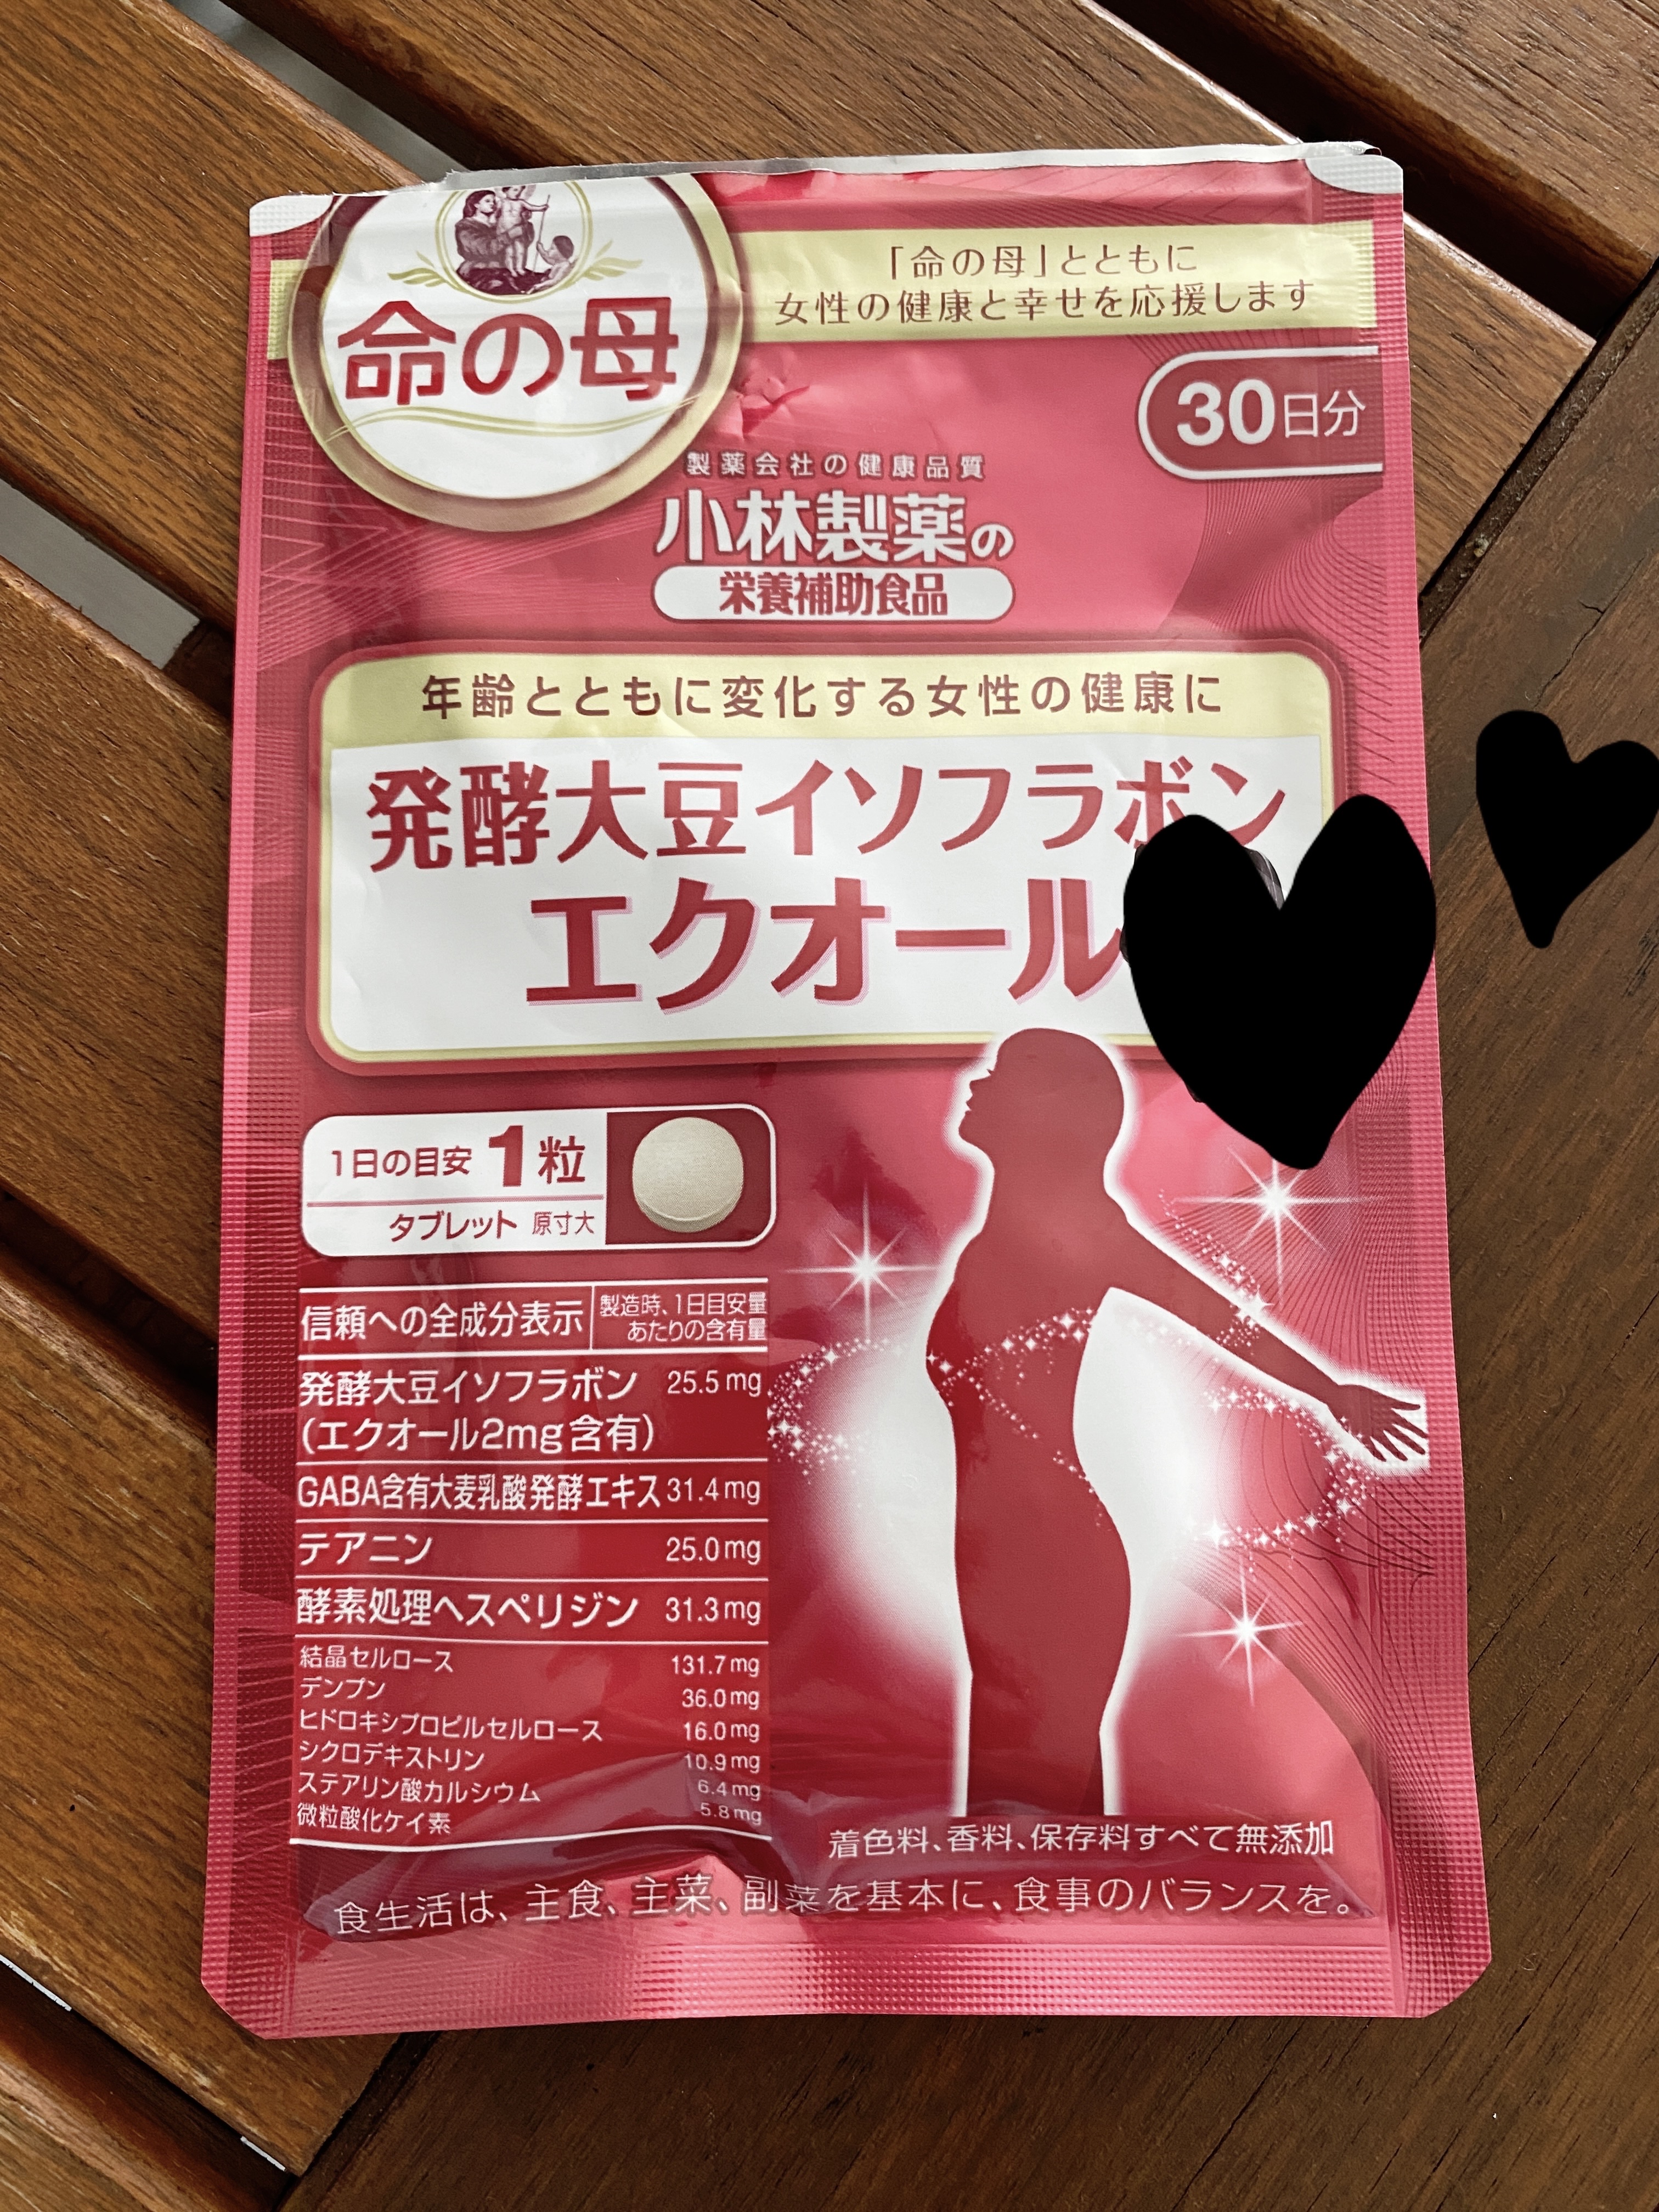 命の母
「命の母」とともに
女性の健康と幸せを応援します
30日分
製薬会社の健康品質
小林製薬の
栄養補助食品
年齢とともに変化する女性の健康に
発酵大豆イソフラボン
エクオール
1日の目安 1粒
タブレット 原寸大
信頼への全成分表示
製造時、1日目安量
あたりの含有量
発酵大豆イソフラボン 25.5mg
(エクオール2mg含有)
GABA含有大麦乳酸発酵エキス 31.4mg
テアニン 25.0mg
酵素処理ヘスペリジン 31.3mg
結晶セルロース 131.7mg
デンプン 36.0mg
ヒドロキシプロピルセルロース 16.0mg
シクロデキストリン 10.9mg
ステアリン酸カルシウム 6.4mg
微粒酸化ケイ素 5.8mg
着色料、香料、保存料すべて無添加
食生活は、主食、主菜、副菜を基本に、食事のバランスを。